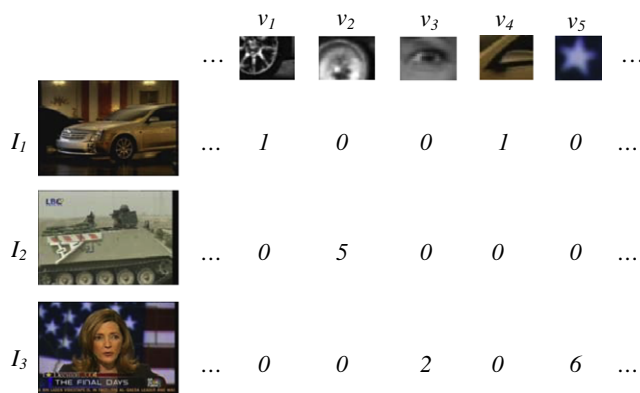 v1 v2 v3 v4 v5
... ...
I1 ... 1 0 0 1 0 ...
LBC
I2 ... 0 5 0 0 0 ...
I3 ... 0 0 2 0 6 ...
THE FINAL DAYS